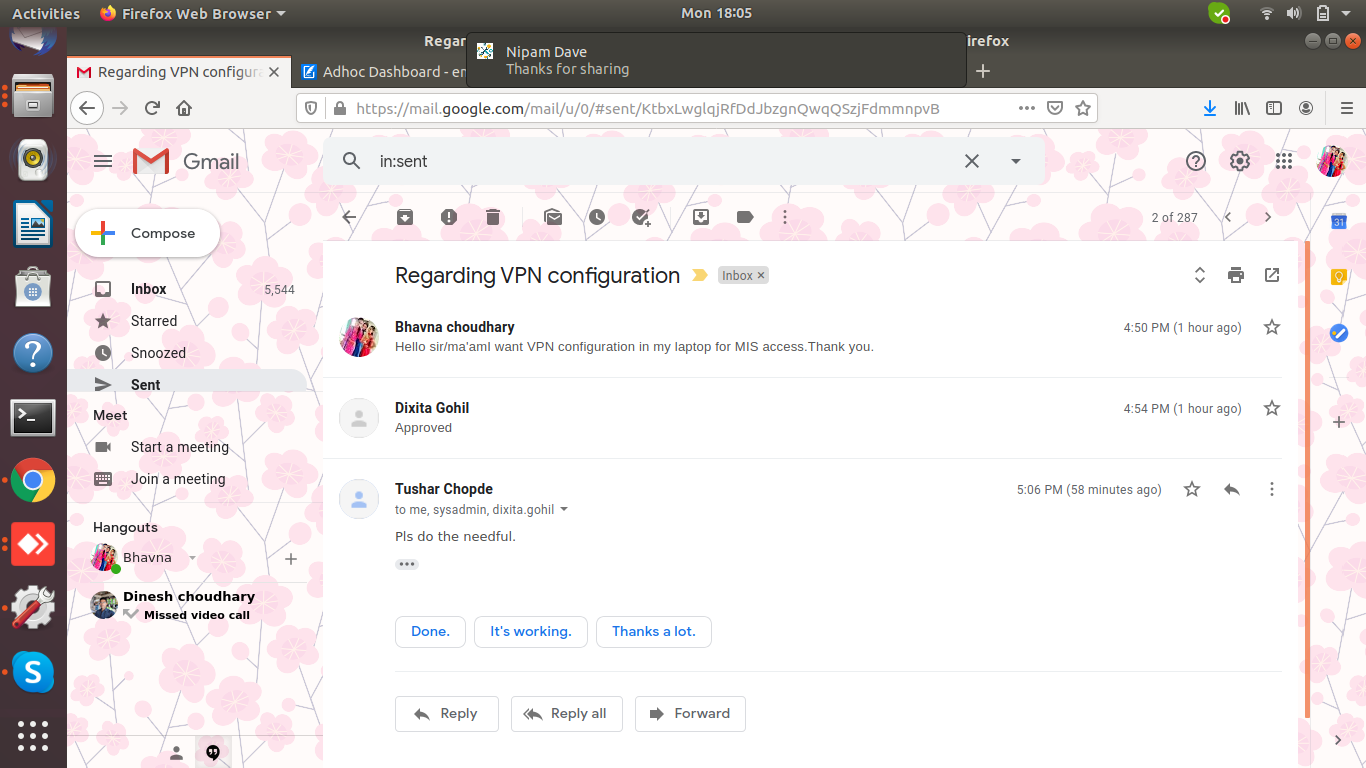 Activities Firefox Web Browser Mon 18:05
Regar irefox
Nipam Dave
Thanks for sharing
Regarding VPN configura Adhoc Dashboard - en
https://mail.google.com/mail/u/0/#sent/KtbxLwglqjRfDdJbzgnQwqQSzjFdmmnpvB
Gmail in:sent
31
Compose 2 of 287
Regarding VPN configuration Inbox ×
Inbox 5,544
Starred
Snoozed
Sent
Meet
Start a meeting
Join a meeting
Hangouts
Bhavna
Dinesh choudhary
Missed video call
Bhavna choudhary 4:50 PM (1 hour ago)
Hello sir/ma'amI want VPN configuration in my laptop for MIS access.Thank you.
Dixita Gohil 4:54 PM (1 hour ago)
Approved
Tushar Chopde 5:06 PM (58 minutes ago)
to me, sysadmin, dixita.gohil
Pls do the needful.
Done. It's working. Thanks a lot.
Reply Reply all Forward